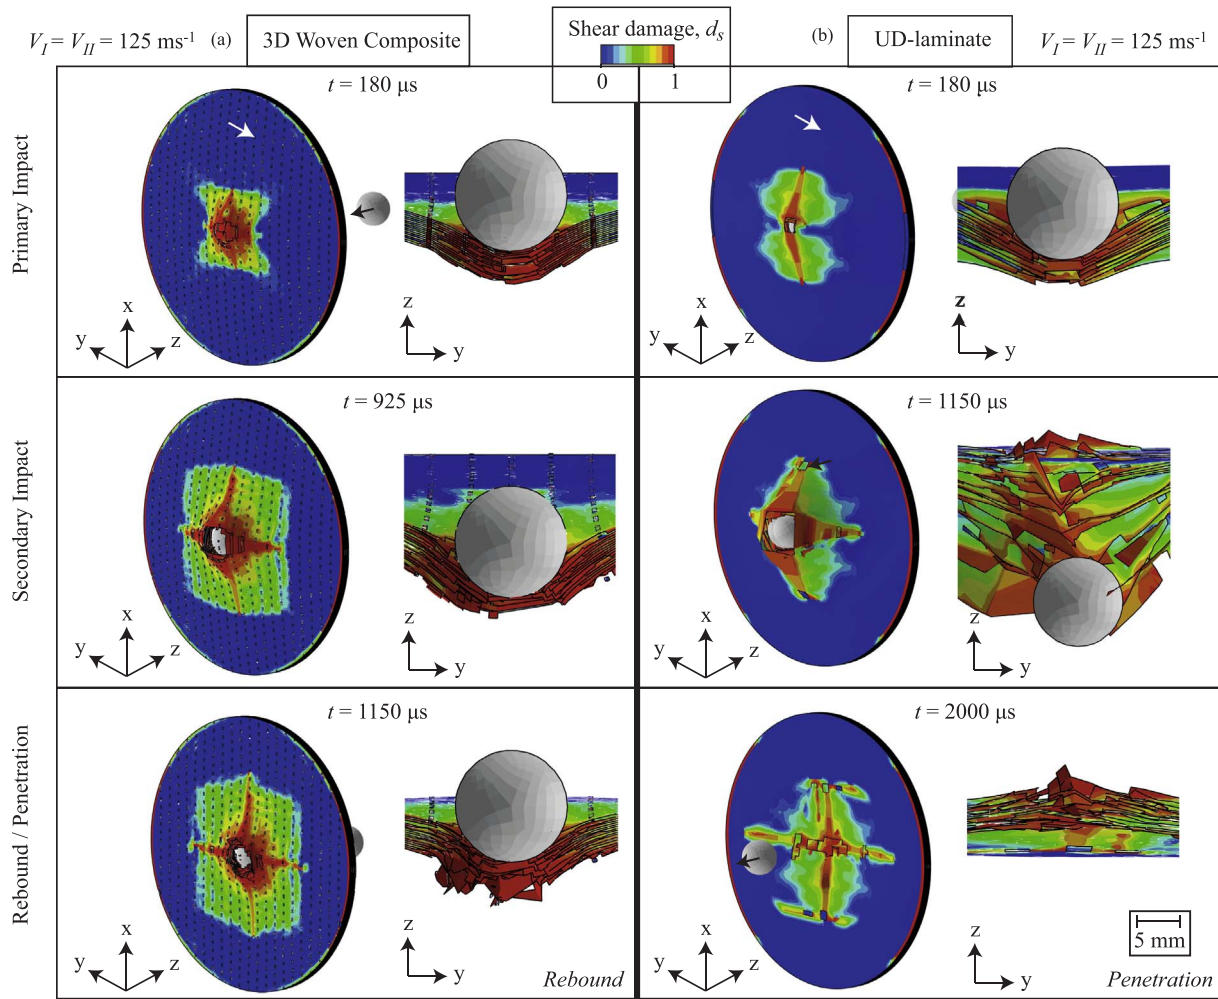 V_I = V_II = 125 ms⁻¹ (a) 3D Woven Composite
Shear damage, d_s
0 1
(b) UD-laminate V_I = V_II = 125 ms⁻¹
Primary Impact
t = 180 μs
x
y
z
z
y
t = 180 μs
x
y
z
z
y
Secondary Impact
t = 925 μs
x
y
z
z
y
t = 1150 μs
x
y
z
z
y
Rebound / Penetration
t = 1150 μs
x
y
z
z
y
Rebound
t = 2000 μs
x
y
z
z
y
5 mm
Penetration